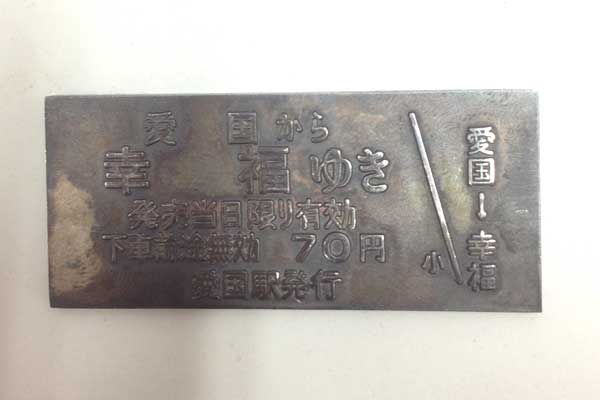 愛国から
幸福ゆき
発売当日限り有効
下車前途無効 70円
愛国駅発行
愛国→幸福
小